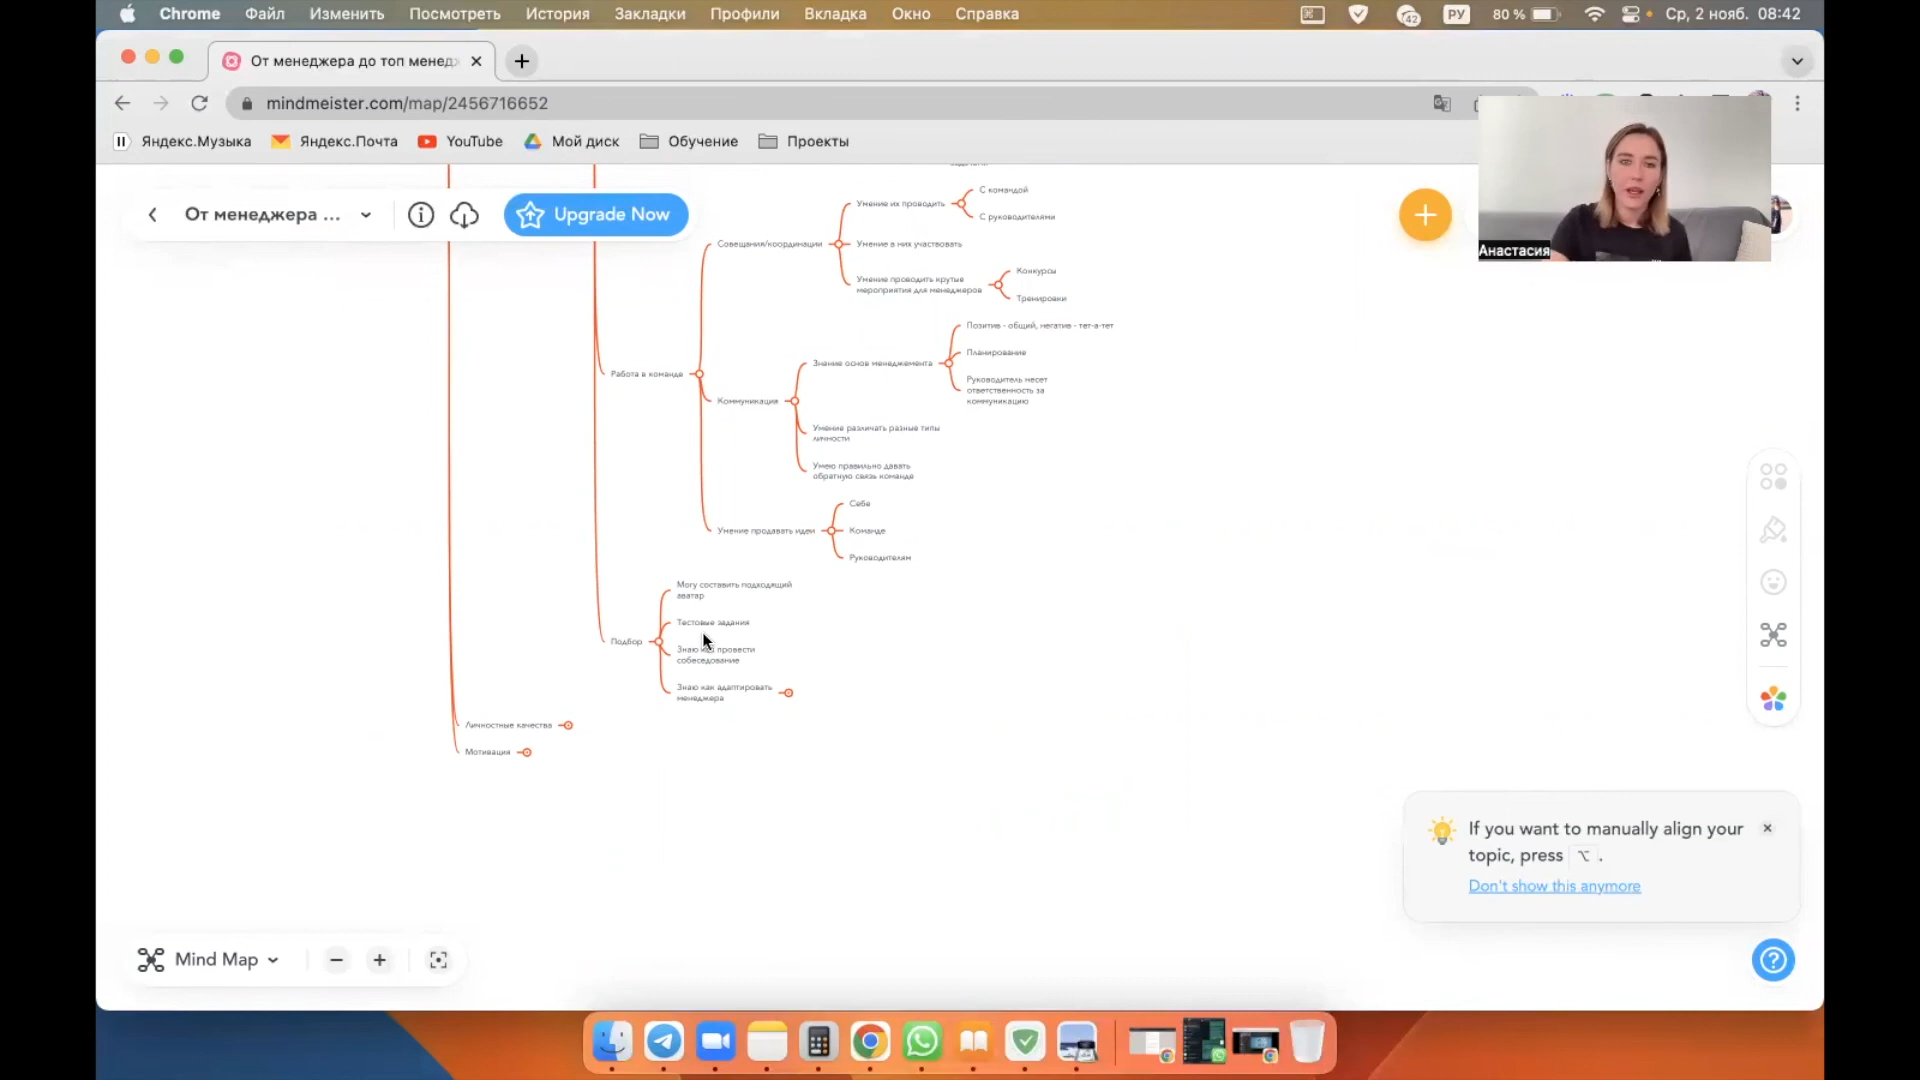 Chrome Файл Изменить Посмотреть История Закладки Профили Вкладка Окно Справка
42 РУ 80 % Ср, 2 нояб. 08:42
От менеджера до топ менед
mindmeister.com/map/2456716652
Яндекс.Музыка Яндекс.Почта YouTube Мой диск Обучение Проекты
От менеджера ... Upgrade Now
Анастасия
С командой
Умение их проводить
С руководителями
Совещания/координации
Умение в них участвовать
Умение проводить крутые
мероприятия для менеджеров
Конкурсы
Тренировки
Позитив - общий, негатив - тет-а-тет
Знание основ менеджемента
Планирование
Руководитель несет
ответственность за
коммуникацию
Работа в команде
Коммуникация
Умение различать разные типы
личности
Умею правильно давать
обратную связь команде
Себе
Умение продавать идеи
Команде
Руководителям
Могу составить подходящий
аватар
Тестовые задания
Подбор
Знаю как провести
собеседование
Знаю как адаптировать
менеджера
Личностные качества
Мотивация
If you want to manually align your
topic, press ⌥ .
Don't show this anymore
Mind Map